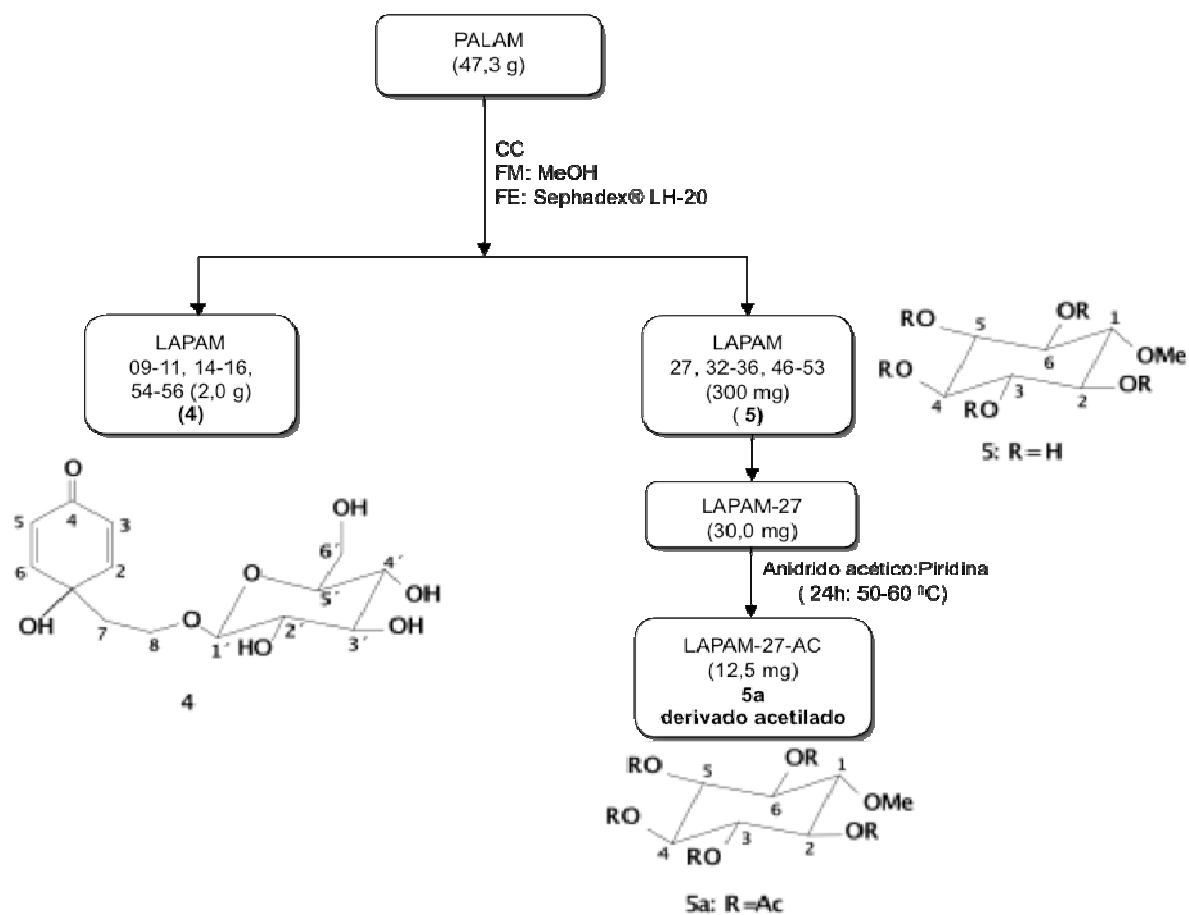 PALAM
(47,3 g)
CC
FM: MeOH
FE: Sephadex® LH-20
LAPAM
09-11, 14-16,
54-56 (2,0 g)
(4)
LAPAM
27, 32-36, 46-53
(300 mg)
( 5)
RO
5
OR
1
6
OMe
RO
4
RO
3
2
OR
5: R=H
LAPAM-27
(30,0 mg)
Anidrido acético:Piridina
( 24h: 50-60 ºC)
LAPAM-27-AC
(12,5 mg)
5a
derivado acetilado
O
5
4
3
6
2
OH
7
8
O
1´
O
HO
2´
3´
OH
4´
OH
5´
6´
OH
4
RO
5
OR
1
6
OMe
RO
4
RO
3
2
OR
5a: R=Ac